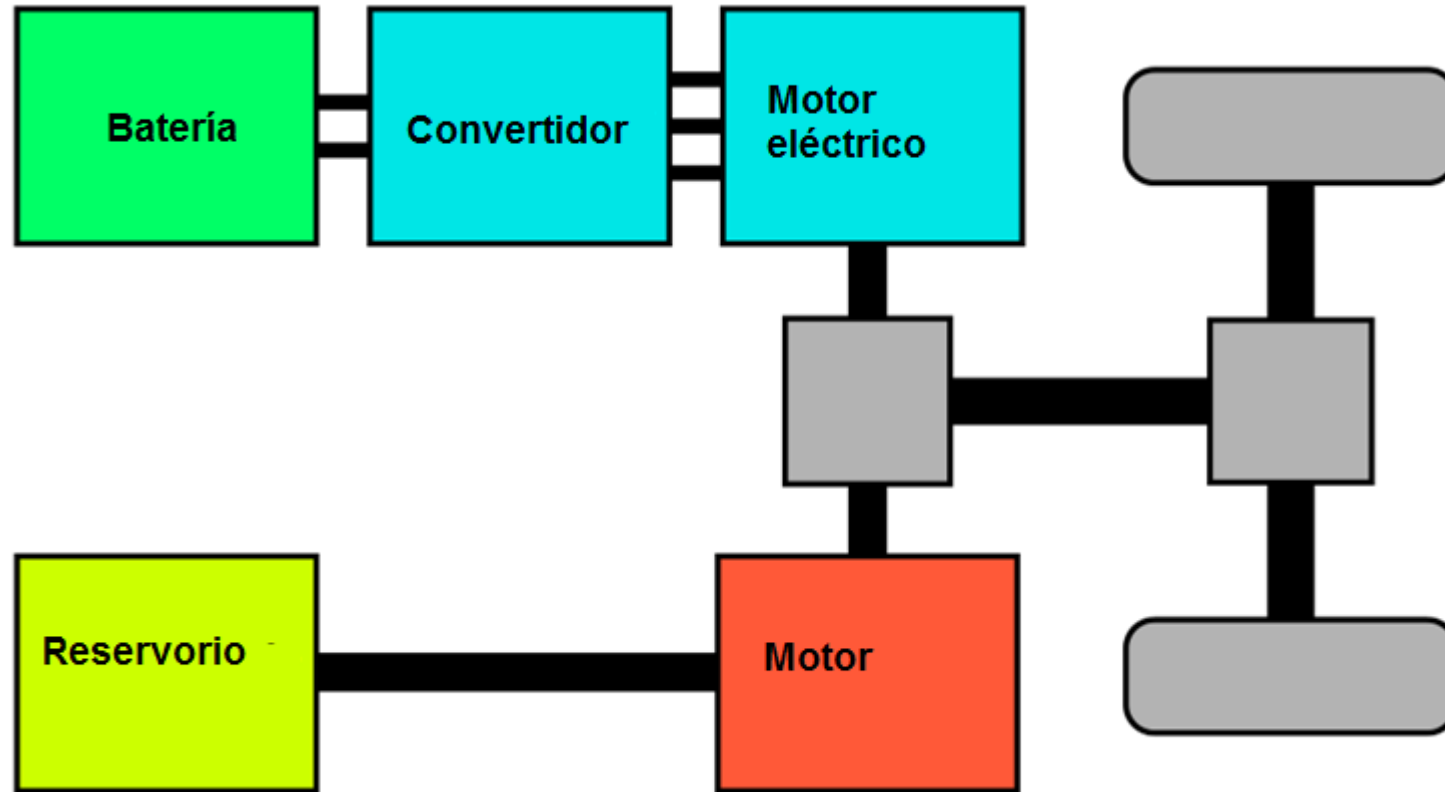 Batería
Convertidor
Motor
eléctrico
Reservorio
Motor